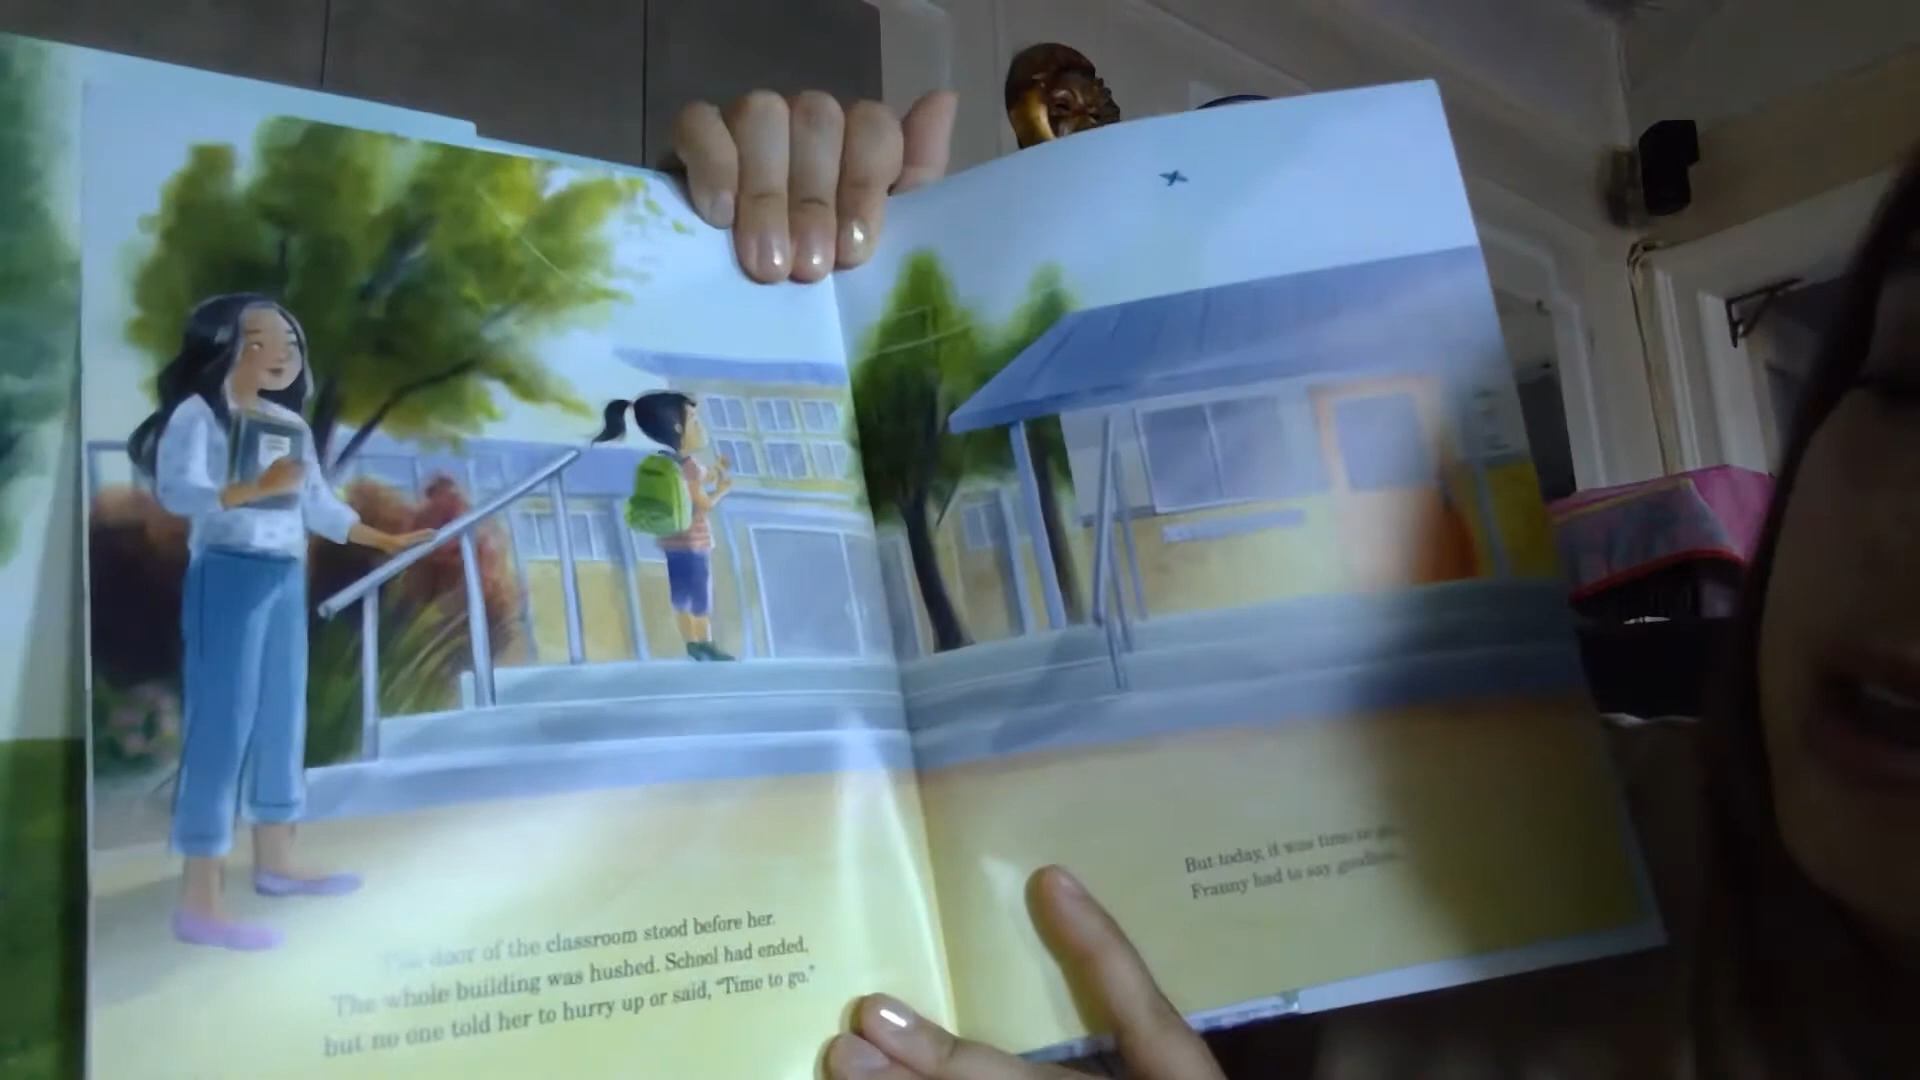 door of the classroom stood before her.
The whole building was hushed. School had ended,
but no one told her to hurry up or said, "Time to go."
But today, it was time to
Franny had to say